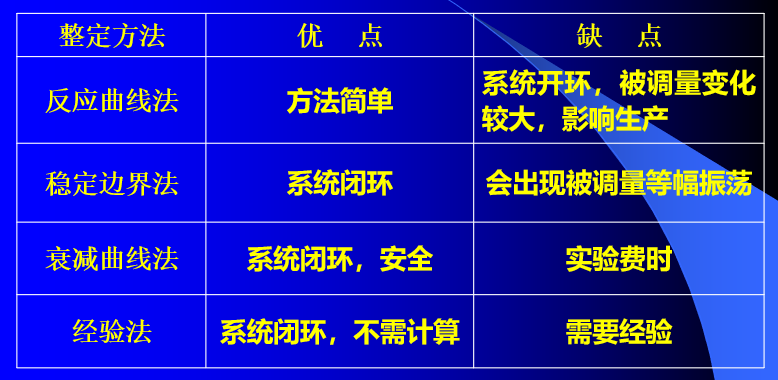 整定方法 优 点 缺 点
反应曲线法 方法简单 系统开环，被调量变化
较大，影响生产
稳定边界法 系统闭环 会出现被调量等幅振荡
衰减曲线法 系统闭环，安全 实验费时
经验法 系统闭环，不需计算 需要经验